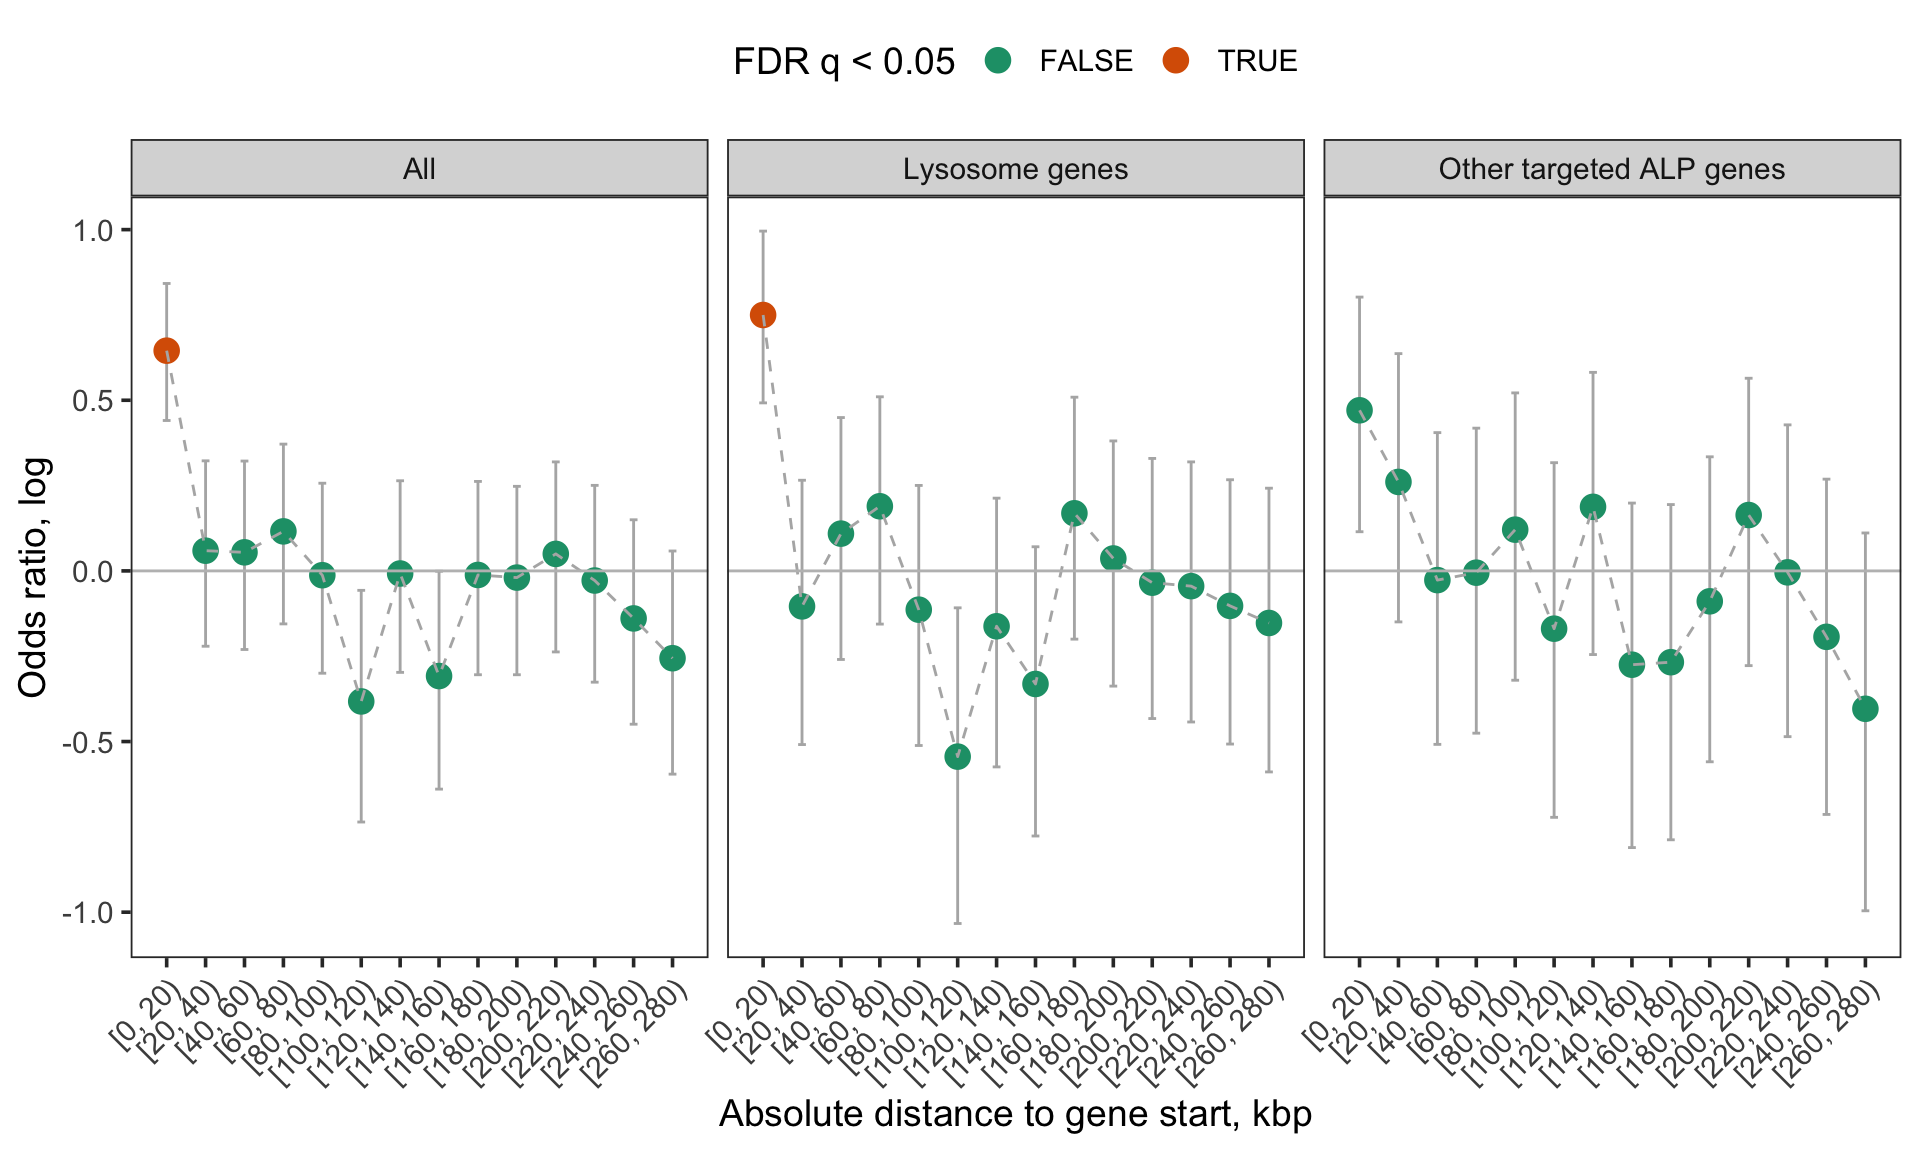 FDR q < 0.05 FALSE TRUE
All Lysosome genes Other targeted ALP genes
1.0
0.5
0.0
-0.5
-1.0
Odds ratio, log
[0, 20) [20, 40) [40, 60) [60, 80) [80, 100) [100, 120) [120, 140) [140, 160) [160, 180) [180, 200) [200, 220) [220, 240) [240, 260) [260, 280)
[0, 20) [20, 40) [40, 60) [60, 80) [80, 100) [100, 120) [120, 140) [140, 160) [160, 180) [180, 200) [200, 220) [220, 240) [240, 260) [260, 280)
[0, 20) [20, 40) [40, 60) [60, 80) [80, 100) [100, 120) [120, 140) [140, 160) [160, 180) [180, 200) [200, 220) [220, 240) [240, 260) [260, 280)
Absolute distance to gene start, kbp